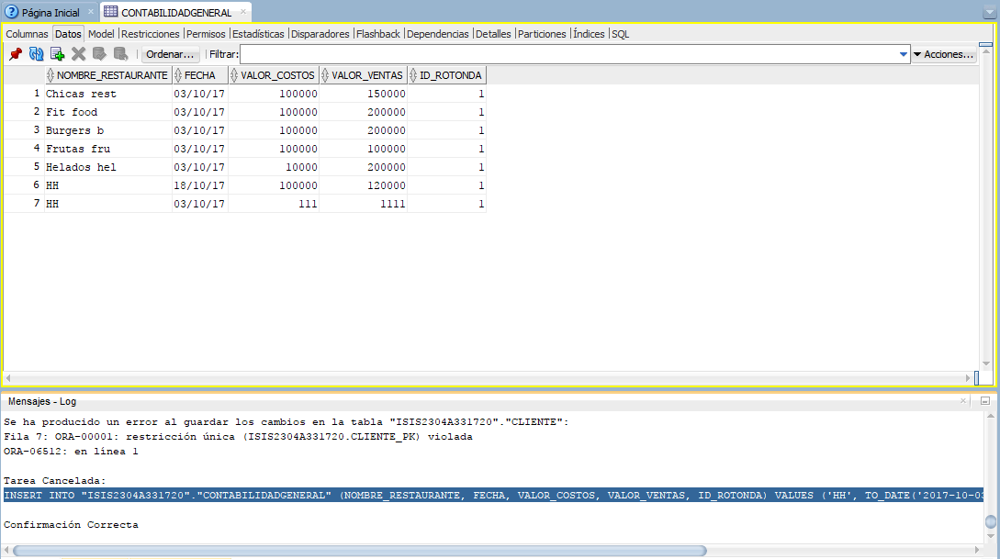 Página Inicial CONTABILIDADGENERAL
Columnas Datos Model Restricciones Permisos Estadísticas Disparadores Flashback Dependencias Detalles Particiones Índices SQL
Ordenar... Filtrar: Acciones...
NOMBRE_RESTAURANTE FECHA VALOR_COSTOS VALOR_VENTAS ID_ROTONDA
1 Chicas rest 03/10/17 100000 150000 1
2 Fit food 03/10/17 100000 200000 1
3 Burgers b 03/10/17 100000 200000 1
4 Frutas fru 03/10/17 100000 100000 1
5 Helados hel 03/10/17 10000 200000 1
6 HH 18/10/17 100000 120000 1
7 HH 03/10/17 111 1111 1
Mensajes - Log
Se ha producido un error al guardar los cambios en la tabla "ISIS2304A331720"."CLIENTE":
Fila 7: ORA-00001: restricción única (ISIS2304A331720.CLIENTE_PK) violada
ORA-06512: en línea 1
Tarea Cancelada:
INSERT INTO "ISIS2304A331720"."CONTABILIDADGENERAL" (NOMBRE_RESTAURANTE, FECHA, VALOR_COSTOS, VALOR_VENTAS, ID_ROTONDA) VALUES ('HH', TO_DATE('2017-10-03
Confirmación Correcta